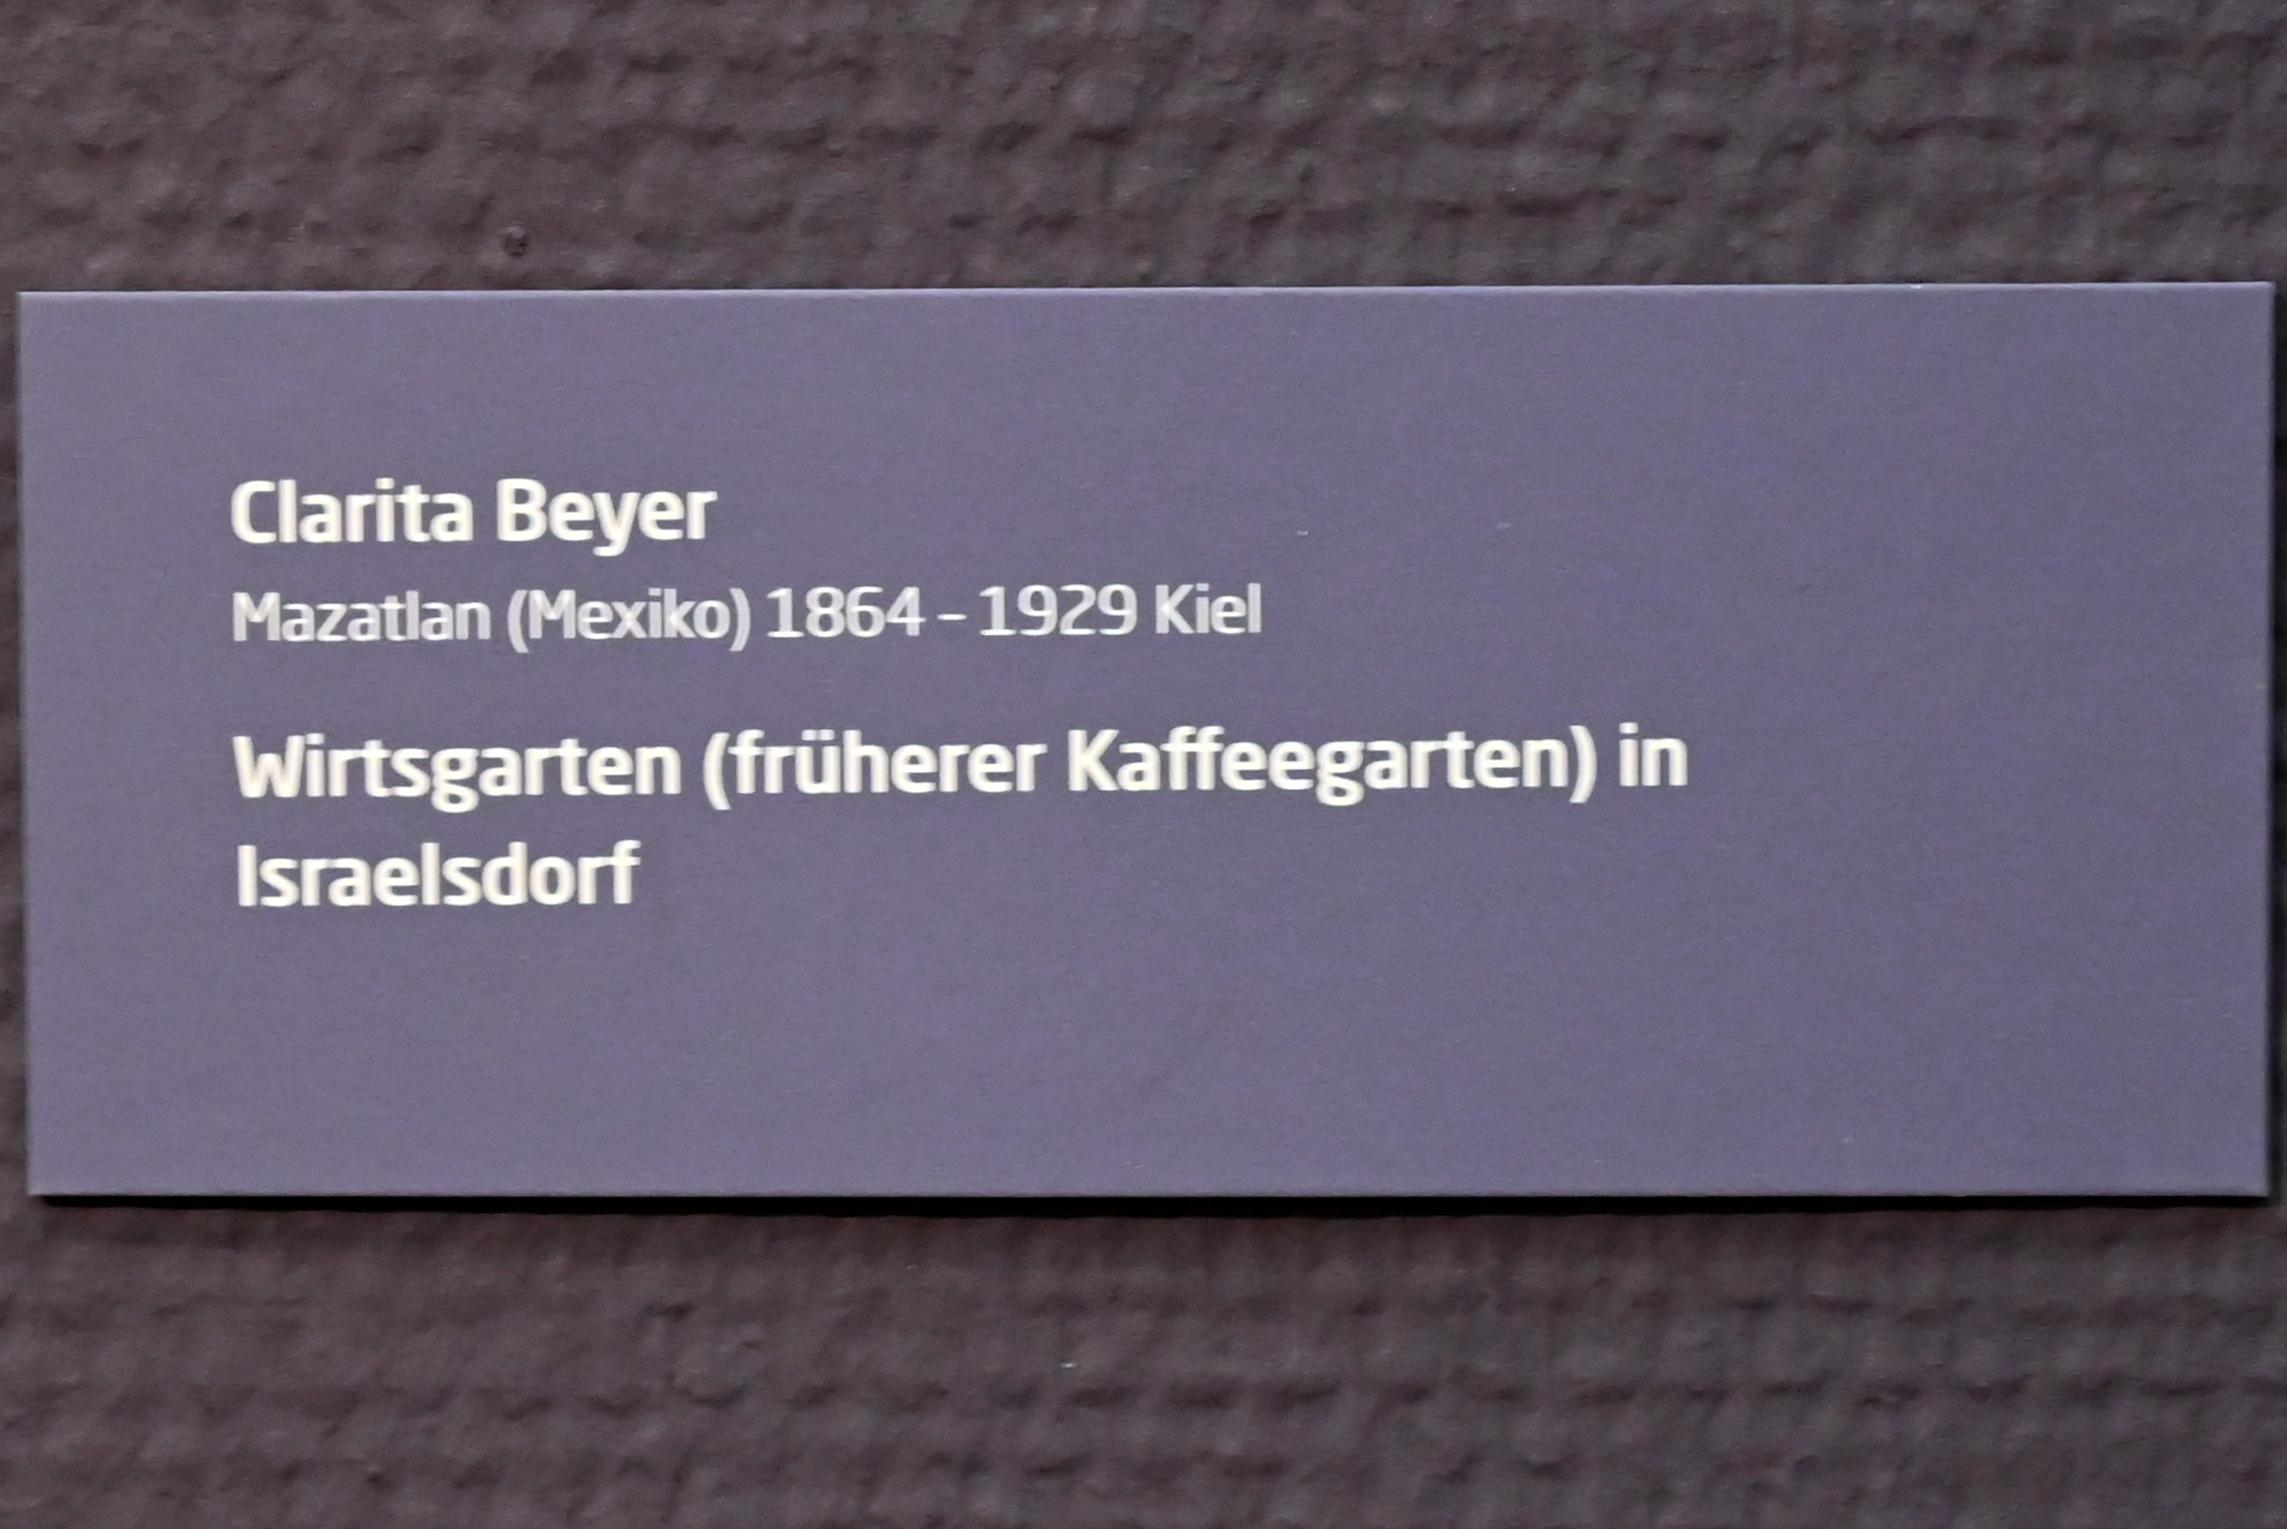 Clarita Beyer
Mazatlan (Mexiko) 1864 – 1929 Kiel
Wirtsgarten (früherer Kaffeegarten) in
Israelsdorf